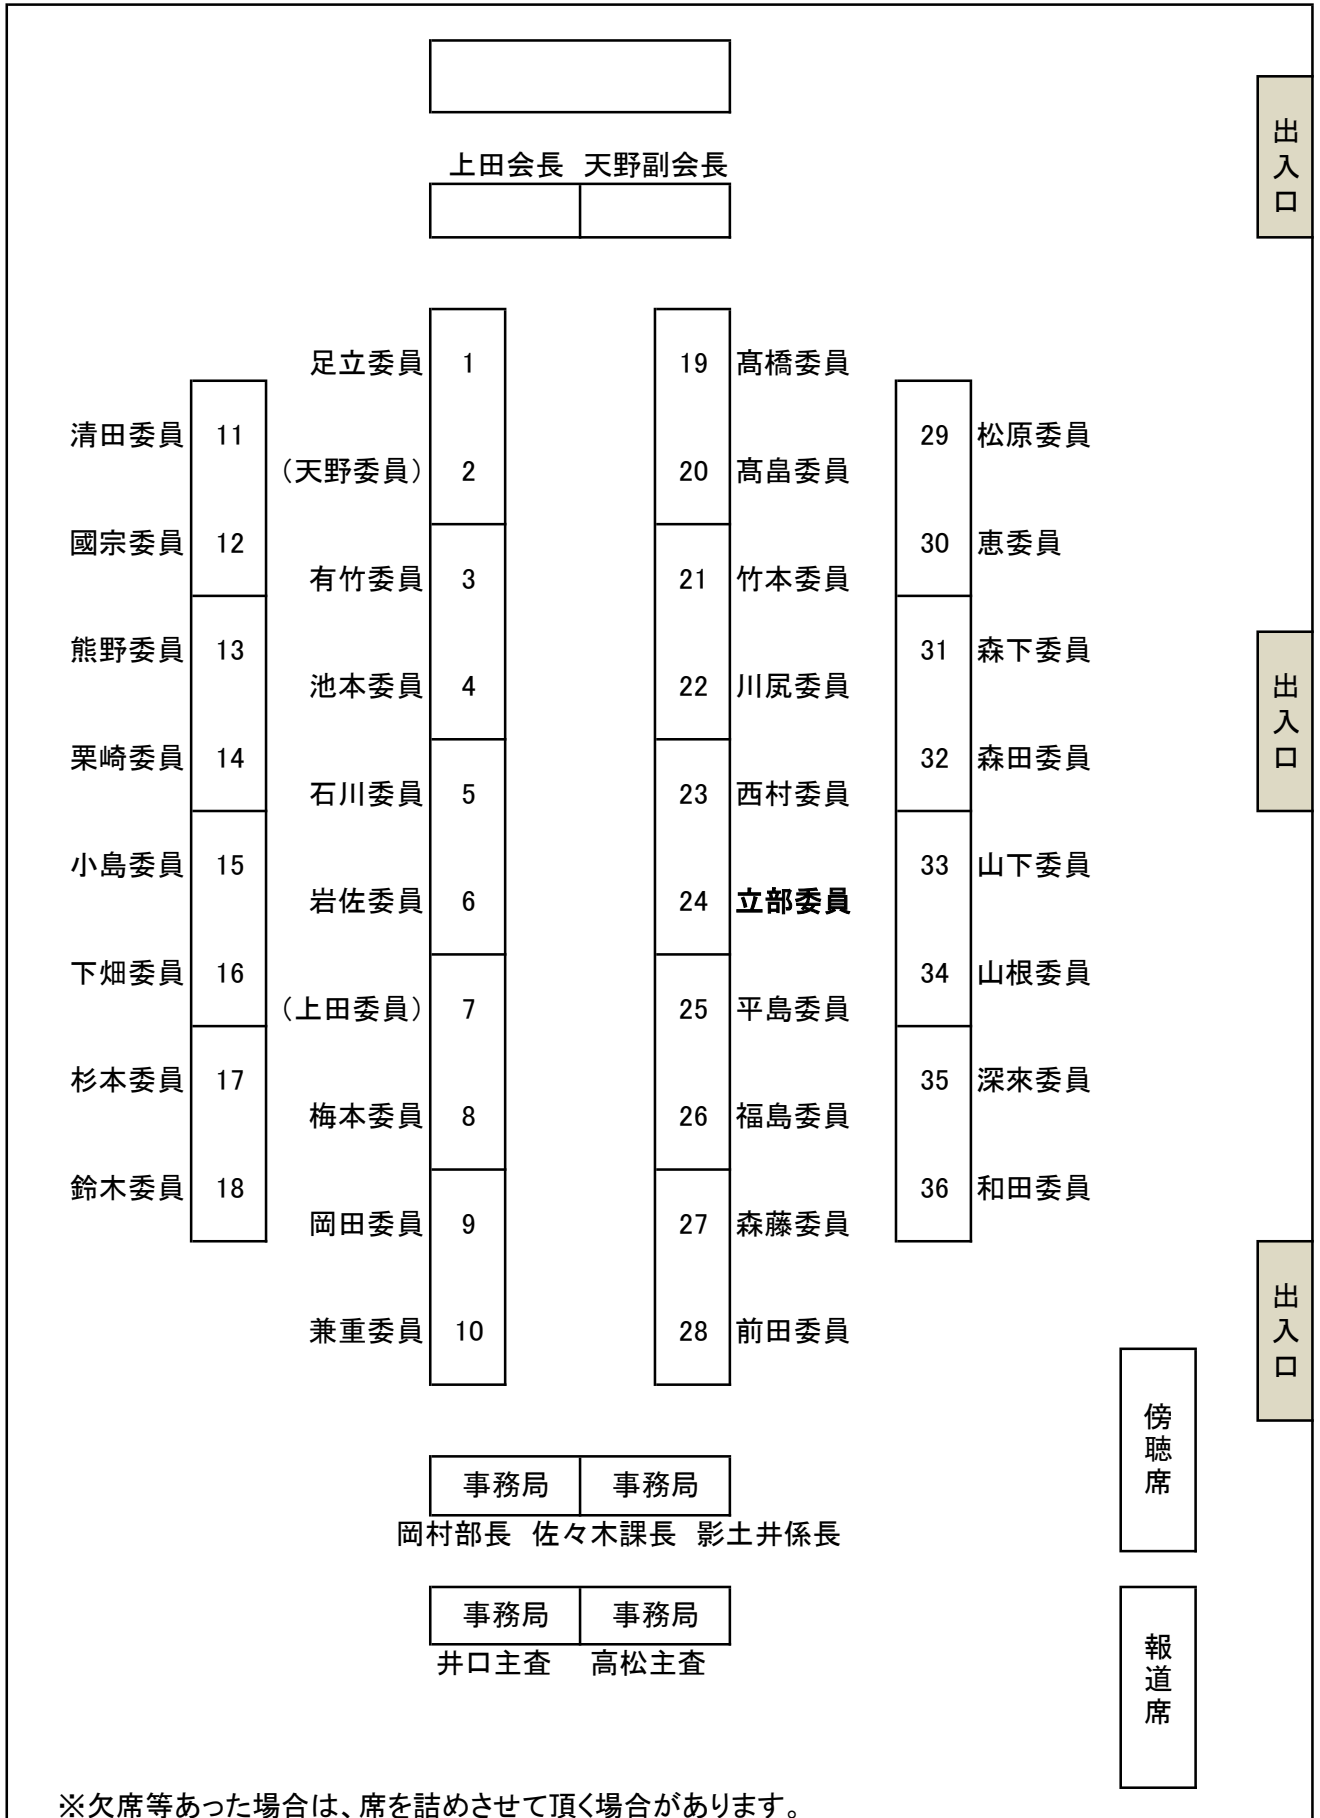 出入口
上田会長 天野副会長
足立委員 1 19 髙橋委員
清田委員 11 29 松原委員
（天野委員） 2 20 髙畠委員
國宗委員 12 30 恵委員
有竹委員 3 21 竹本委員
熊野委員 13 31 森下委員
池本委員 4 22 川尻委員
出入口
栗崎委員 14 32 森田委員
石川委員 5 23 西村委員
小島委員 15 33 山下委員
岩佐委員 6 24 立部委員
下畑委員 16 34 山根委員
（上田委員） 7 25 平島委員
杉本委員 17 35 深來委員
梅本委員 8 26 福島委員
鈴木委員 18 36 和田委員
岡田委員 9 27 森藤委員
出入口
兼重委員 10 28 前田委員
傍聴席
事務局 事務局
岡村部長 佐々木課長 影土井係長
事務局 事務局
井口主査 高松主査
報道席
※欠席等あった場合は、席を詰めさせて頂く場合があります。